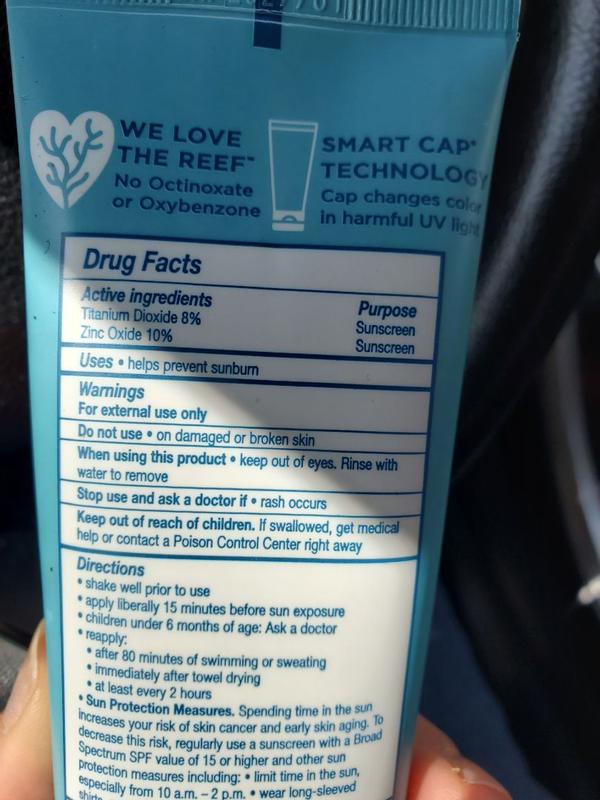 WE LOVE
THE REEF™
No Octinoxate
or Oxybenzone
SMART CAP*
TECHNOLOGY
Cap changes color
in harmful UV light
Drug Facts
Active ingredients Purpose
Titanium Dioxide 8% Sunscreen
Zinc Oxide 10% Sunscreen
Uses • helps prevent sunburn
Warnings
For external use only
Do not use • on damaged or broken skin
When using this product • keep out of eyes. Rinse with
water to remove
Stop use and ask a doctor if • rash occurs
Keep out of reach of children. If swallowed, get medical
help or contact a Poison Control Center right away
Directions
• shake well prior to use
• apply liberally 15 minutes before sun exposure
• children under 6 months of age: Ask a doctor
• reapply:
• after 80 minutes of swimming or sweating
• immediately after towel drying
• at least every 2 hours
• Sun Protection Measures. Spending time in the sun
increases your risk of skin cancer and early skin aging. To
decrease this risk, regularly use a sunscreen with a Broad
Spectrum SPF value of 15 or higher and other sun
protection measures including: • limit time in the sun,
especially from 10 a.m. – 2 p.m. • wear long-sleeved